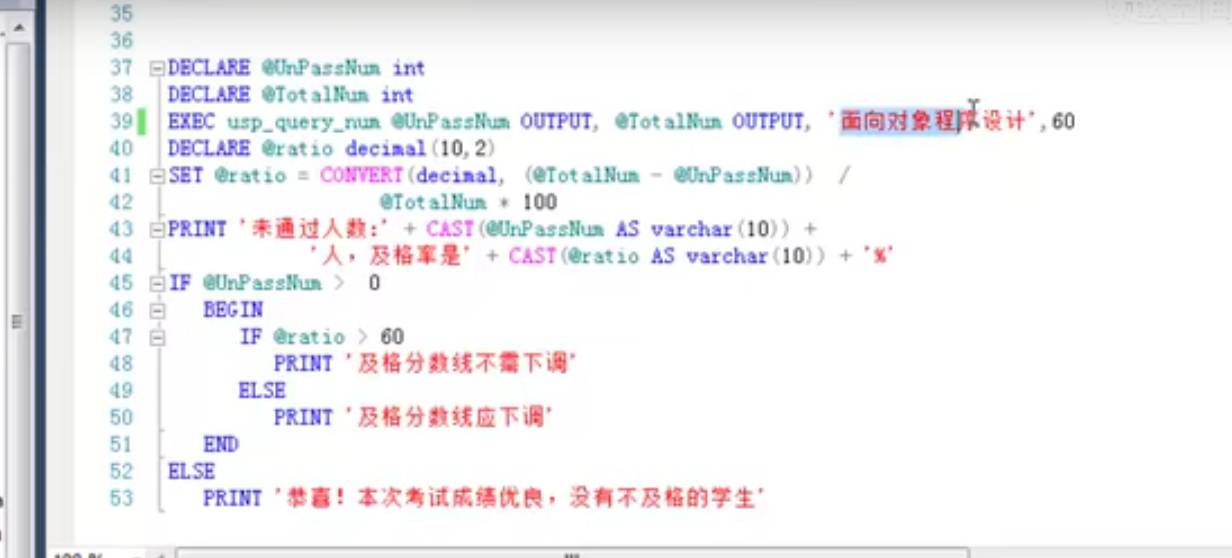 35
36
37 DECLARE @UnPassNum int
38 DECLARE @TotalNum int
39 EXEC usp_query_num @UnPassNum OUTPUT, @TotalNum OUTPUT, '面向对象程序设计',60
40 DECLARE @ratio decimal(10,2)
41 SET @ratio = CONVERT(decimal, (@TotalNum - @UnPassNum)) /
42 @TotalNum * 100
43 PRINT '未通过人数:' + CAST(@UnPassNum AS varchar(10)) +
44 '人，及格率是' + CAST(@ratio AS varchar(10)) + '%'
45 IF @UnPassNum > 0
46 BEGIN
47 IF @ratio > 60
48 PRINT '及格分数线不需下调'
49 ELSE
50 PRINT '及格分数线应下调'
51 END
52 ELSE
53 PRINT '恭喜！本次考试成绩优良，没有不及格的学生'